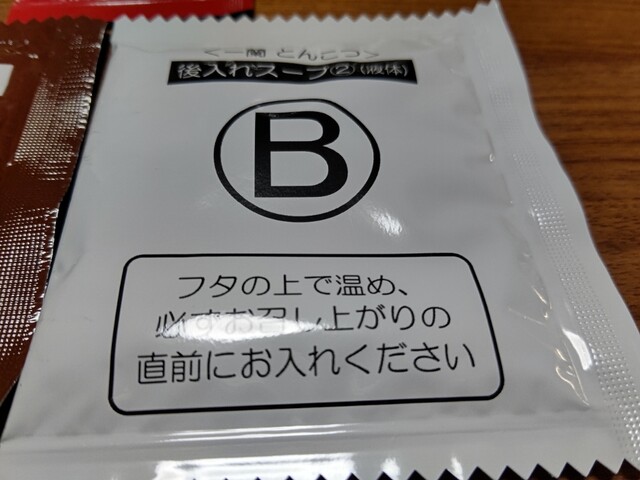 <一蘭 とんこつ>
後入れスープ②(液体)
B
フタの上で温め、
必ずお召し上がりの
直前にお入れください